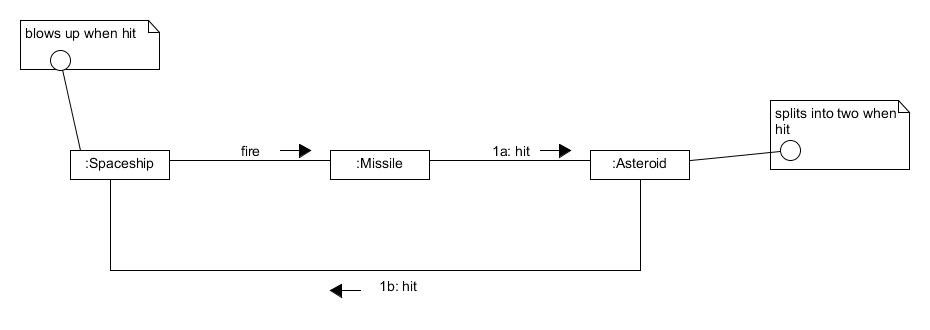 blows up when hit
splits into two when
hit
fire
1a: hit
:Spaceship
:Missile
:Asteroid
1b: hit